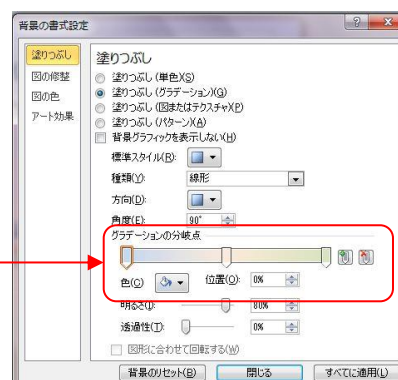 背景の書式設定
塗りつぶし
図の修整
図の色
アート効果
塗りつぶし
塗りつぶし (単色)(S)
塗りつぶし (グラデーション)(G)
塗りつぶし (図またはテクスチャ)(P)
塗りつぶし (パターン)(A)
背景グラフィックを表示しない(H)
標準スタイル(R):
種類(Y): 線形
方向(D):
角度(E): 90°
グラデーションの分岐点
色(C) 位置(O): 0%
明るさ(I): 80%
透過性(T): 0%
図形に合わせて回転する(W)
背景のリセット(B) 閉じる すべてに適用(L)